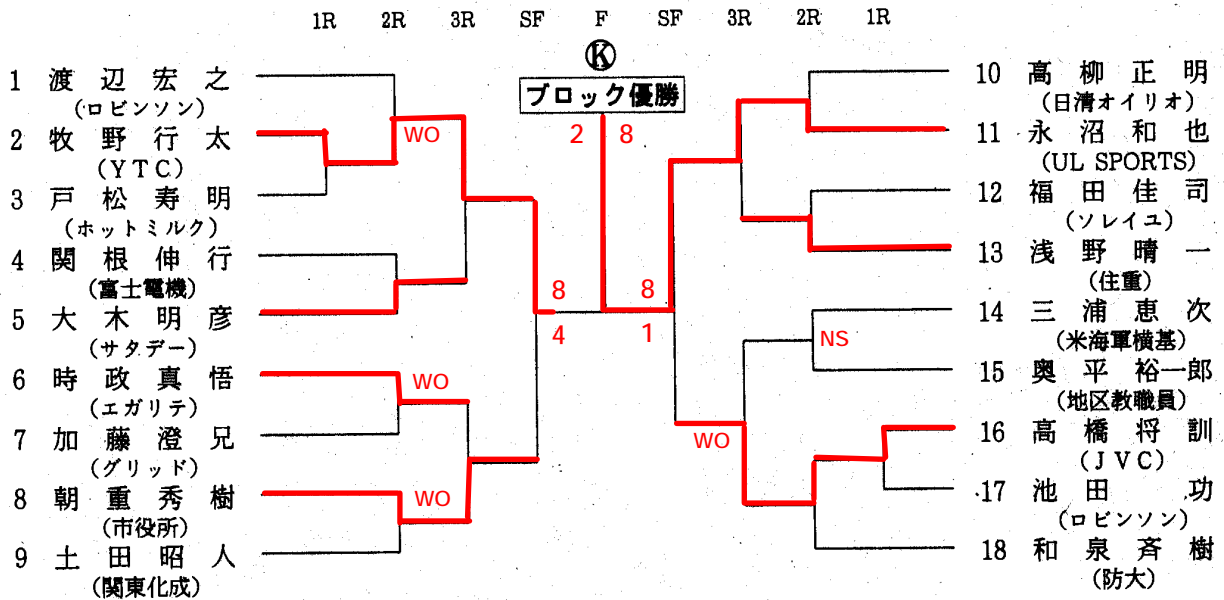 1R 2R 3R SF F SF 3R 2R 1R
Ⓚ
ブロック優勝
2 8
1 渡辺宏之
(ロビンソン)
2 牧野行太
(YTC)
WO
3 戸松寿明
(ホットミルク)
4 関根伸行
(富士電機)
5 大木明彦
(サタデー)
8
4
6 時政真悟
(エガリテ)
WO
7 加藤澄兄
(グリッド)
8 朝重秀樹
(市役所)
WO
9 土田昭人
(関東化成)
10 高柳正明
(日清オイリオ)
11 永沼和也
(UL SPORTS)
12 福田佳司
(ソレイユ)
13 浅野晴一
(住重)
8
1
14 三浦恵次
(米海軍横基)
NS
15 奥平裕一郎
(地区教職員)
16 高橋将訓
(JVC)
WO
17 池田功
(ロビンソン)
18 和泉斉樹
(防大)